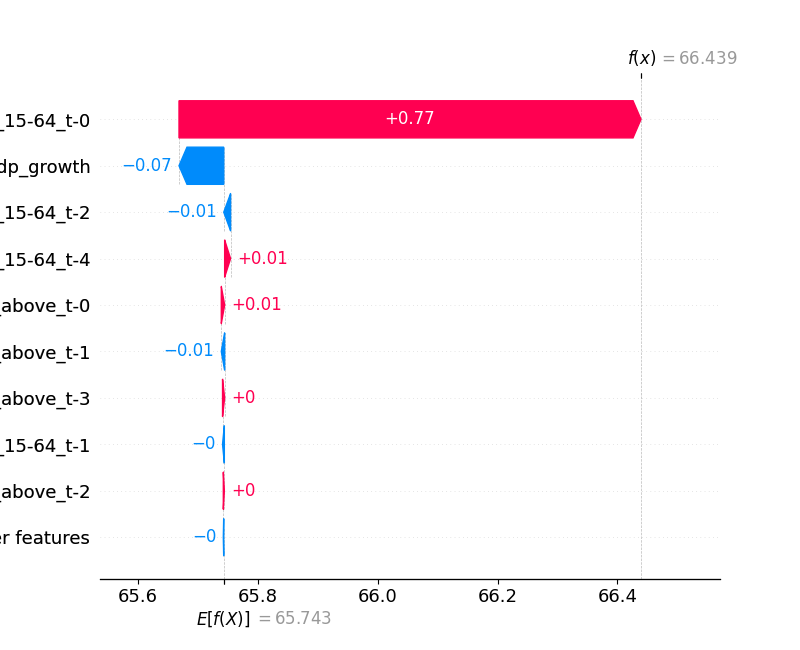 f(x) = 66.439
_15-64_t-0
+0.77
dp_growth
−0.07
_15-64_t-2
−0.01
_15-64_t-4
+0.01
_above_t-0
+0.01
_above_t-1
−0.01
_above_t-3
+0
_15-64_t-1
−0
_above_t-2
+0
er features
−0
65.6 65.8 66.0 66.2 66.4
E[f(X)] = 65.743